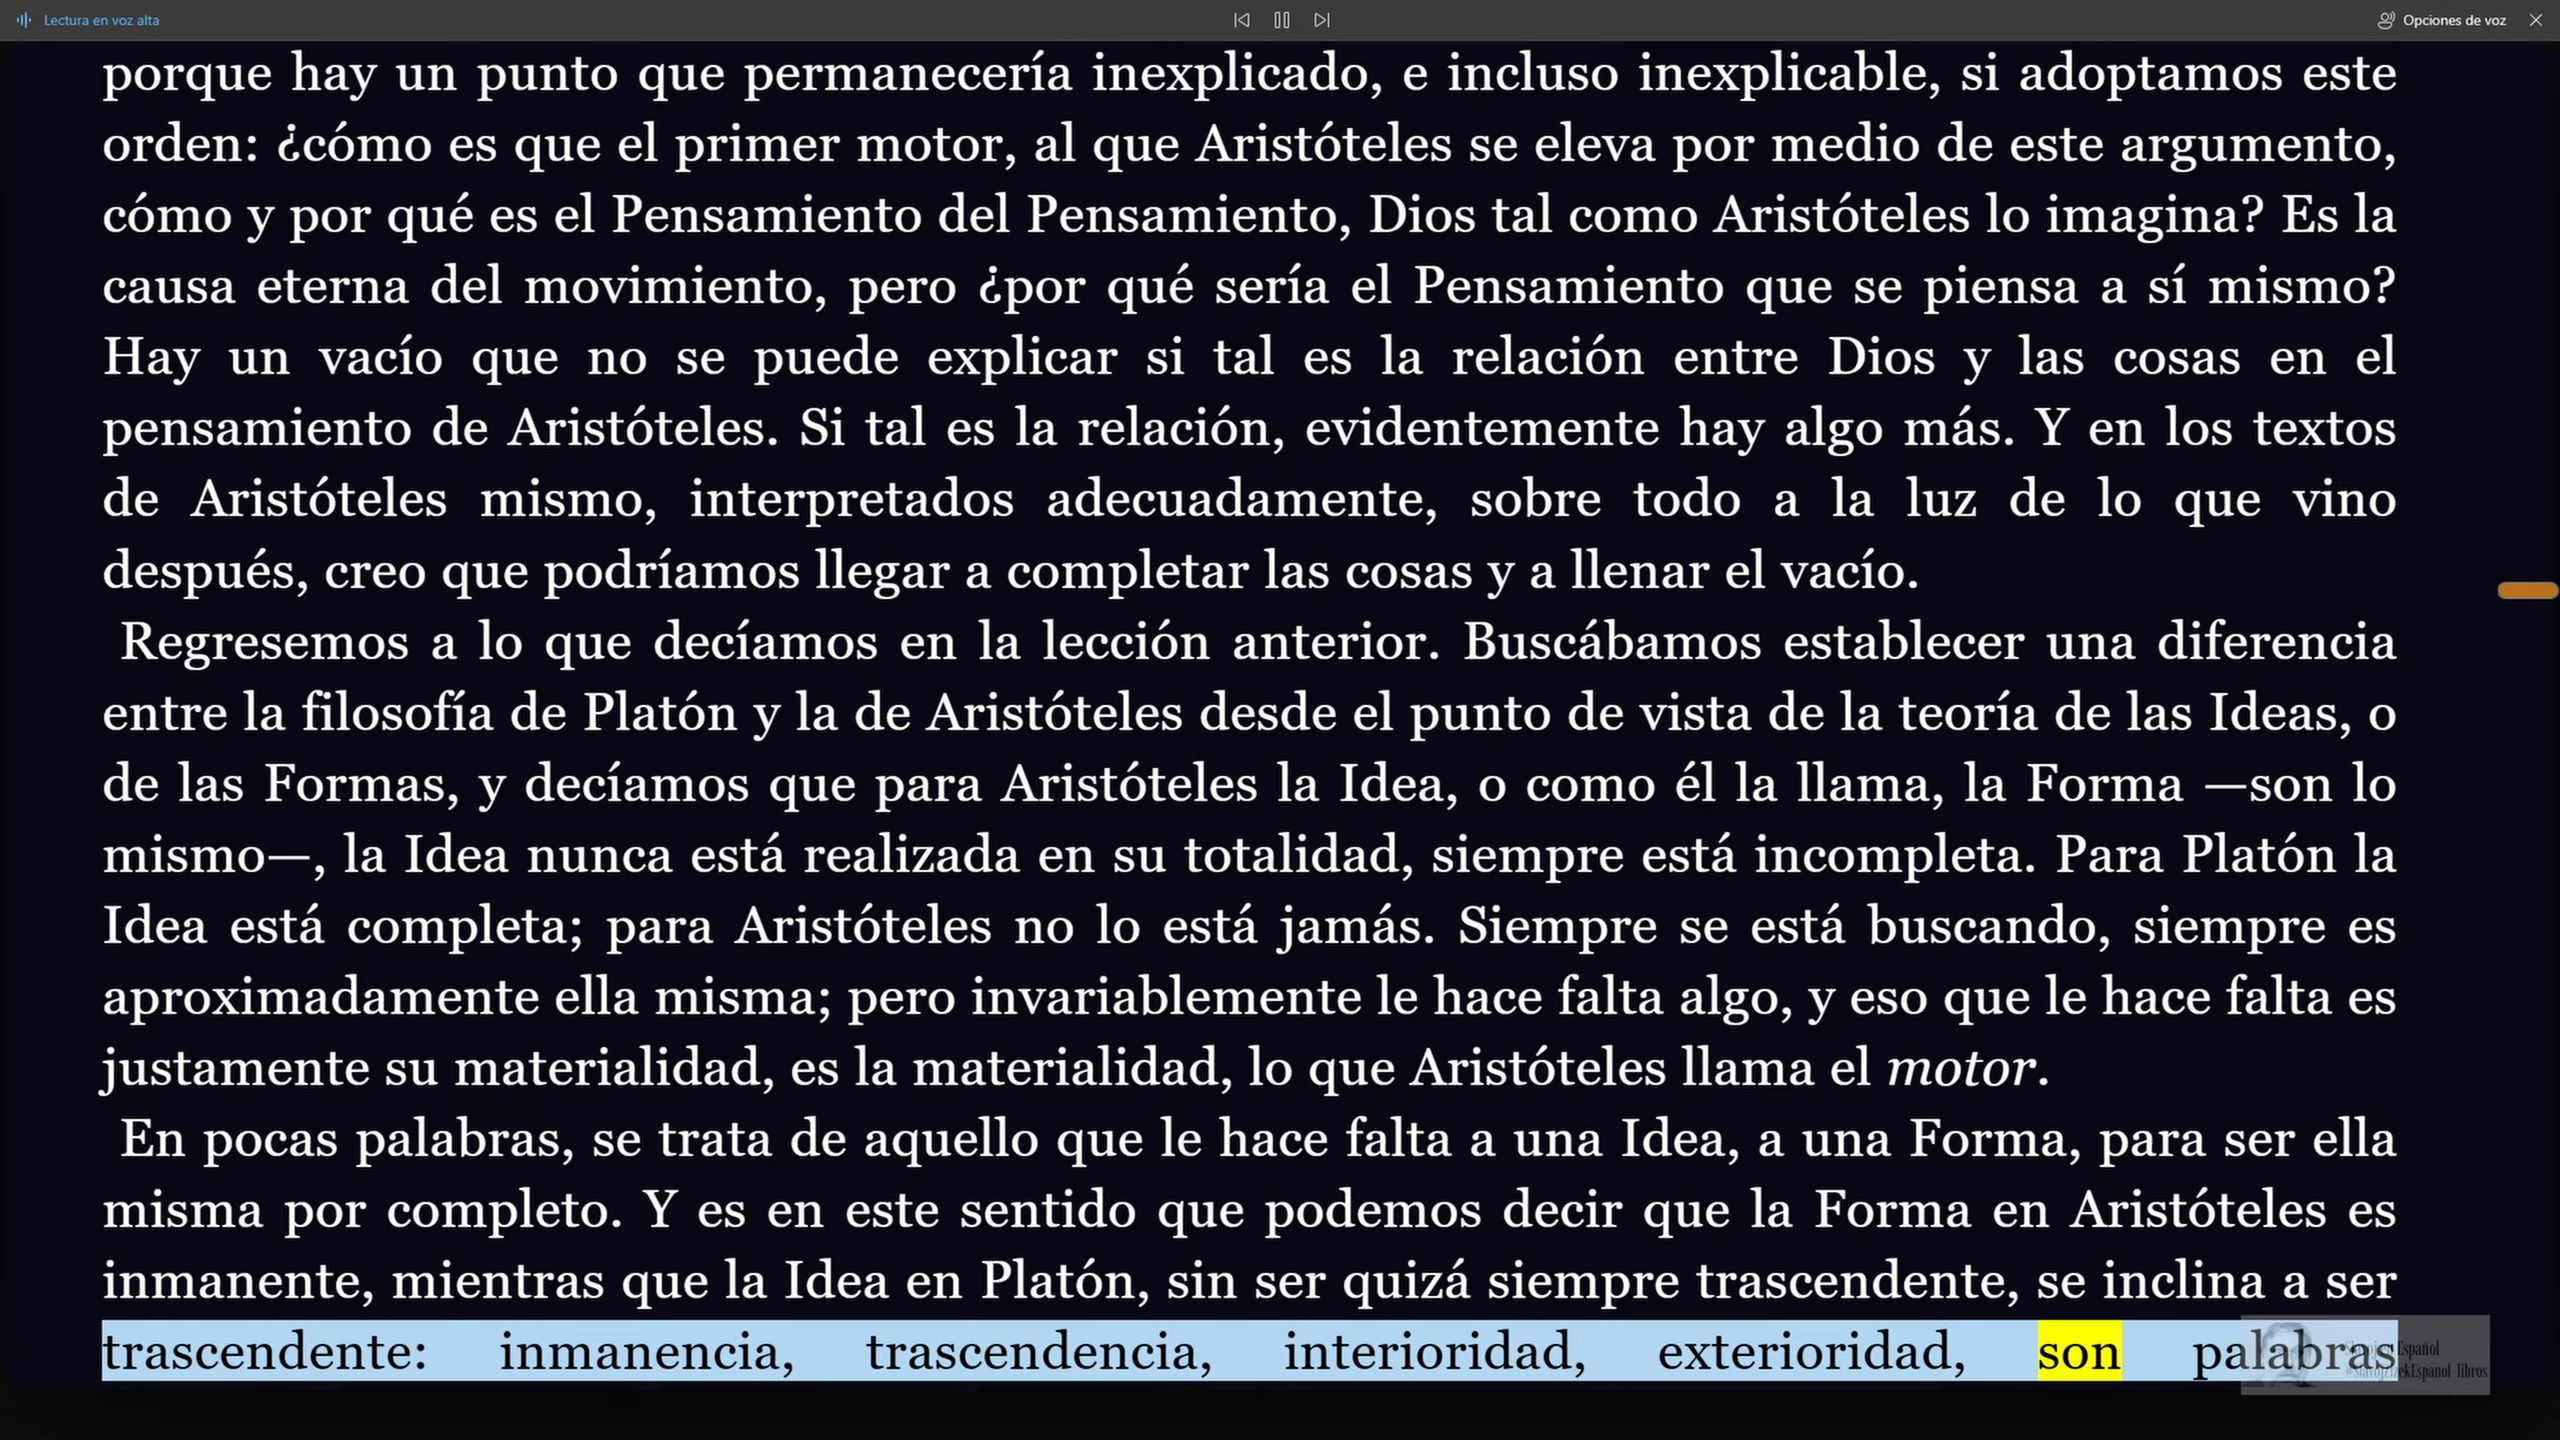 Lectura en voz alta
Opciones de voz
porque hay un punto que permanecería inexplicado, e incluso inexplicable, si adoptamos este
orden: ¿cómo es que el primer motor, al que Aristóteles se eleva por medio de este argumento,
cómo y por qué es el Pensamiento del Pensamiento, Dios tal como Aristóteles lo imagina? Es la
causa eterna del movimiento, pero ¿por qué sería el Pensamiento que se piensa a sí mismo?
Hay un vacío que no se puede explicar si tal es la relación entre Dios y las cosas en el
pensamiento de Aristóteles. Si tal es la relación, evidentemente hay algo más. Y en los textos
de Aristóteles mismo, interpretados adecuadamente, sobre todo a la luz de lo que vino
después, creo que podríamos llegar a completar las cosas y a llenar el vacío.
Regresemos a lo que decíamos en la lección anterior. Buscábamos establecer una diferencia
entre la filosofía de Platón y la de Aristóteles desde el punto de vista de la teoría de las Ideas, o
de las Formas, y decíamos que para Aristóteles la Idea, o como él la llama, la Forma —son lo
mismo—, la Idea nunca está realizada en su totalidad, siempre está incompleta. Para Platón la
Idea está completa; para Aristóteles no lo está jamás. Siempre se está buscando, siempre es
aproximadamente ella misma; pero invariablemente le hace falta algo, y eso que le hace falta es
justamente su materialidad, es la materialidad, lo que Aristóteles llama el motor.
En pocas palabras, se trata de aquello que le hace falta a una Idea, a una Forma, para ser ella
misma por completo. Y es en este sentido que podemos decir que la Forma en Aristóteles es
inmanente, mientras que la Idea en Platón, sin ser quizá siempre trascendente, se inclina a ser
trascendente: inmanencia, trascendencia, interioridad, exterioridad, son palabras
Español